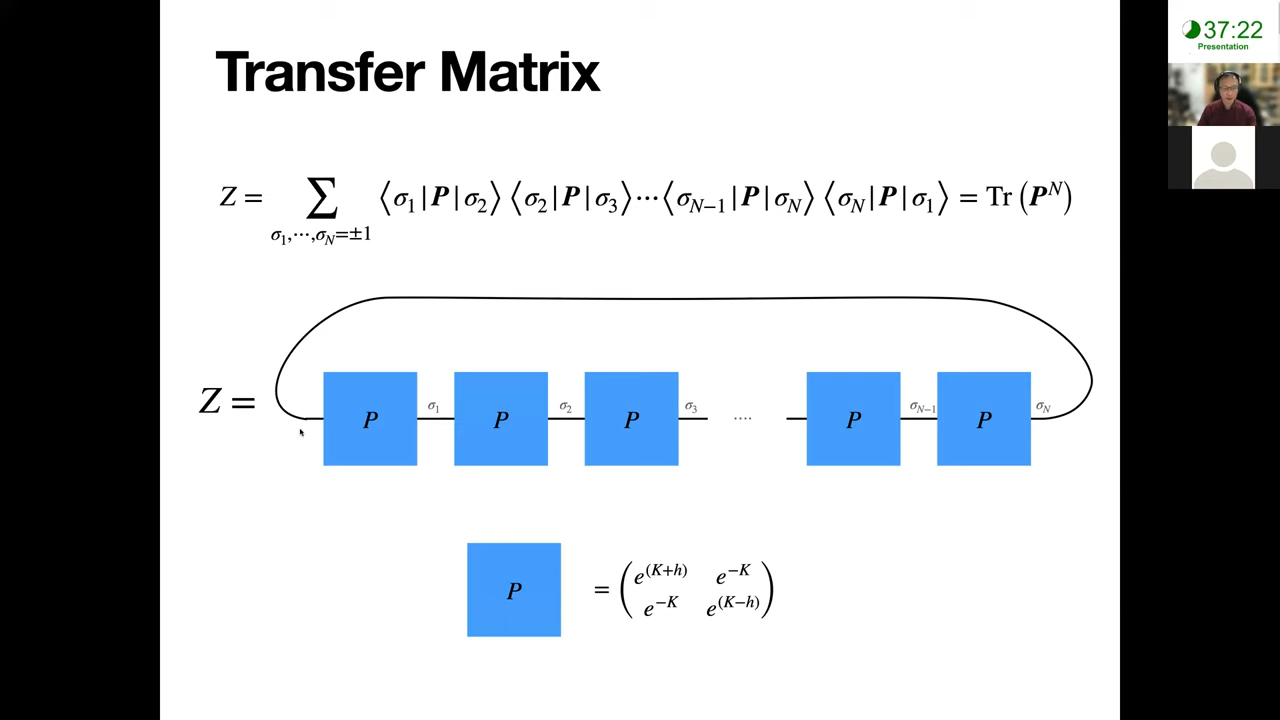 Transfer Matrix
37:22
Presentation
Z = ∑_{σ₁,⋯,σ_N=±1} ⟨σ₁|P|σ₂⟩ ⟨σ₂|P|σ₃⟩⋯⟨σ_{N−1}|P|σ_N⟩ ⟨σ_N|P|σ₁⟩ = Tr (P^N)
Z = P σ₁ P σ₂ P σ₃ ···· P σ_{N−1} P σ_N
P = ( e^{(K+h)} e^{−K}
e^{−K} e^{(K−h)} )